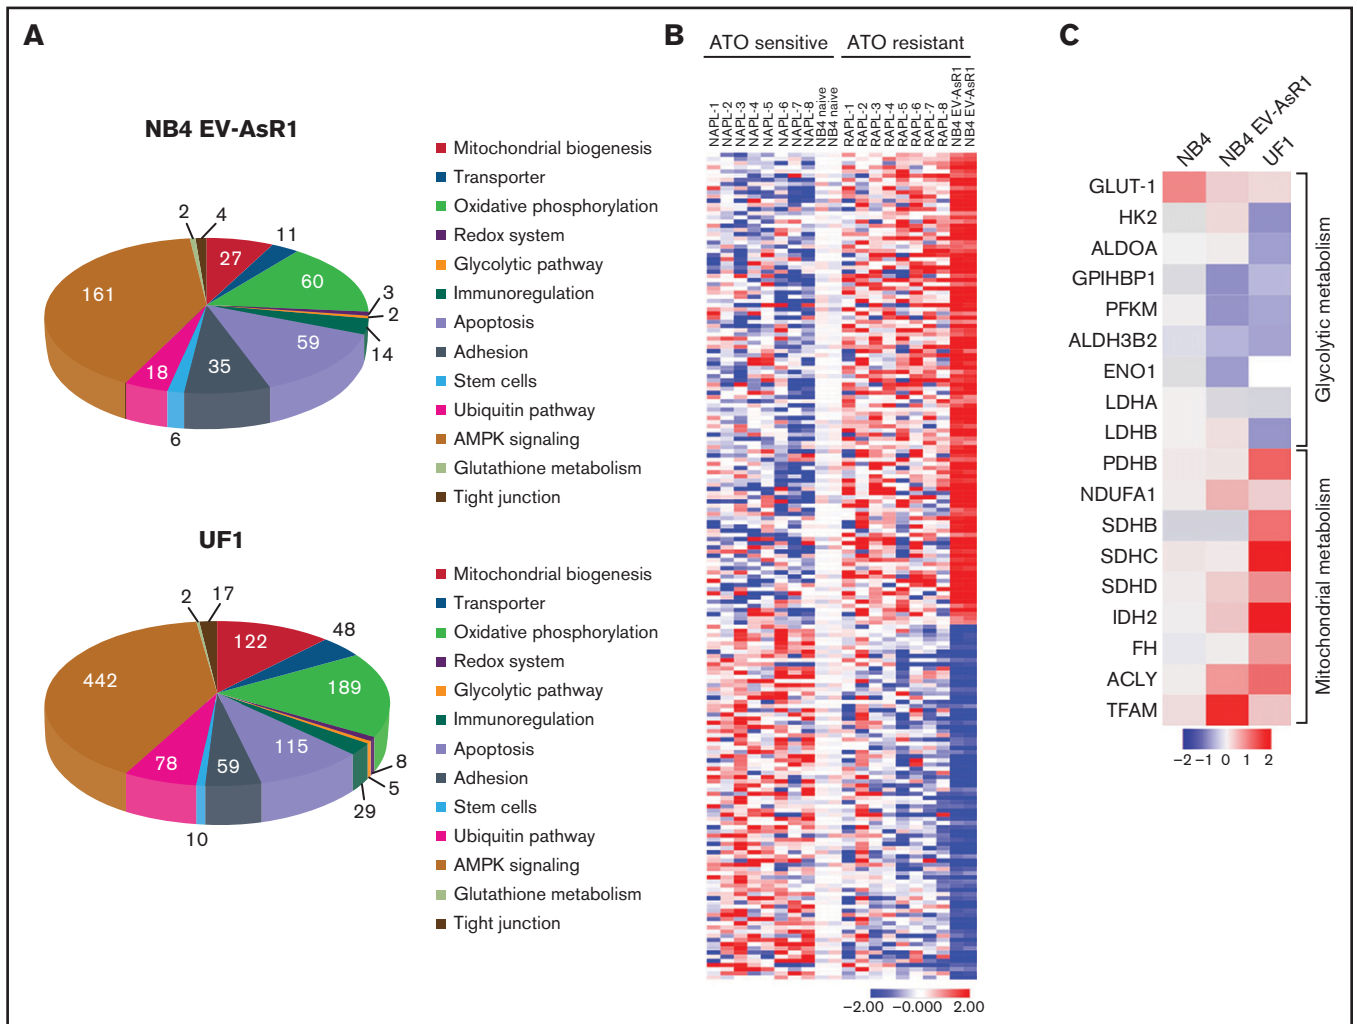 A
NB4 EV-AsR1
2
4
27
11
60
3
2
14
59
35
6
18
161
Mitochondrial biogenesis
Transporter
Oxidative phosphorylation
Redox system
Glycolytic pathway
Immunoregulation
Apoptosis
Adhesion
Stem cells
Ubiquitin pathway
AMPK signaling
Glutathione metabolism
Tight junction
UF1
2
17
122
48
189
8
5
29
115
59
10
78
442
Mitochondrial biogenesis
Transporter
Oxidative phosphorylation
Redox system
Glycolytic pathway
Immunoregulation
Apoptosis
Adhesion
Stem cells
Ubiquitin pathway
AMPK signaling
Glutathione metabolism
Tight junction
B
ATO sensitive
ATO resistant
NAPL-1
NAPL-2
NAPL-3
NAPL-4
NAPL-5
NAPL-6
NAPL-7
NAPL-8
NB4 naive
NB4 naive
RAPL-1
RAPL-2
RAPL-3
RAPL-4
RAPL-5
RAPL-6
RAPL-7
RAPL-8
NB4 EV-AsR1
NB4 EV-AsR1
−2.00 −0.000 2.00
C
NB4
NB4 EV-AsR1
UF1
GLUT-1
HK2
ALDOA
GPIHBP1
PFKM
ALDH3B2
ENO1
LDHA
LDHB
PDHB
NDUFA1
SDHB
SDHC
SDHD
IDH2
FH
ACLY
TFAM
Glycolytic metabolism
Mitochondrial metabolism
−2 −1 0 1 2